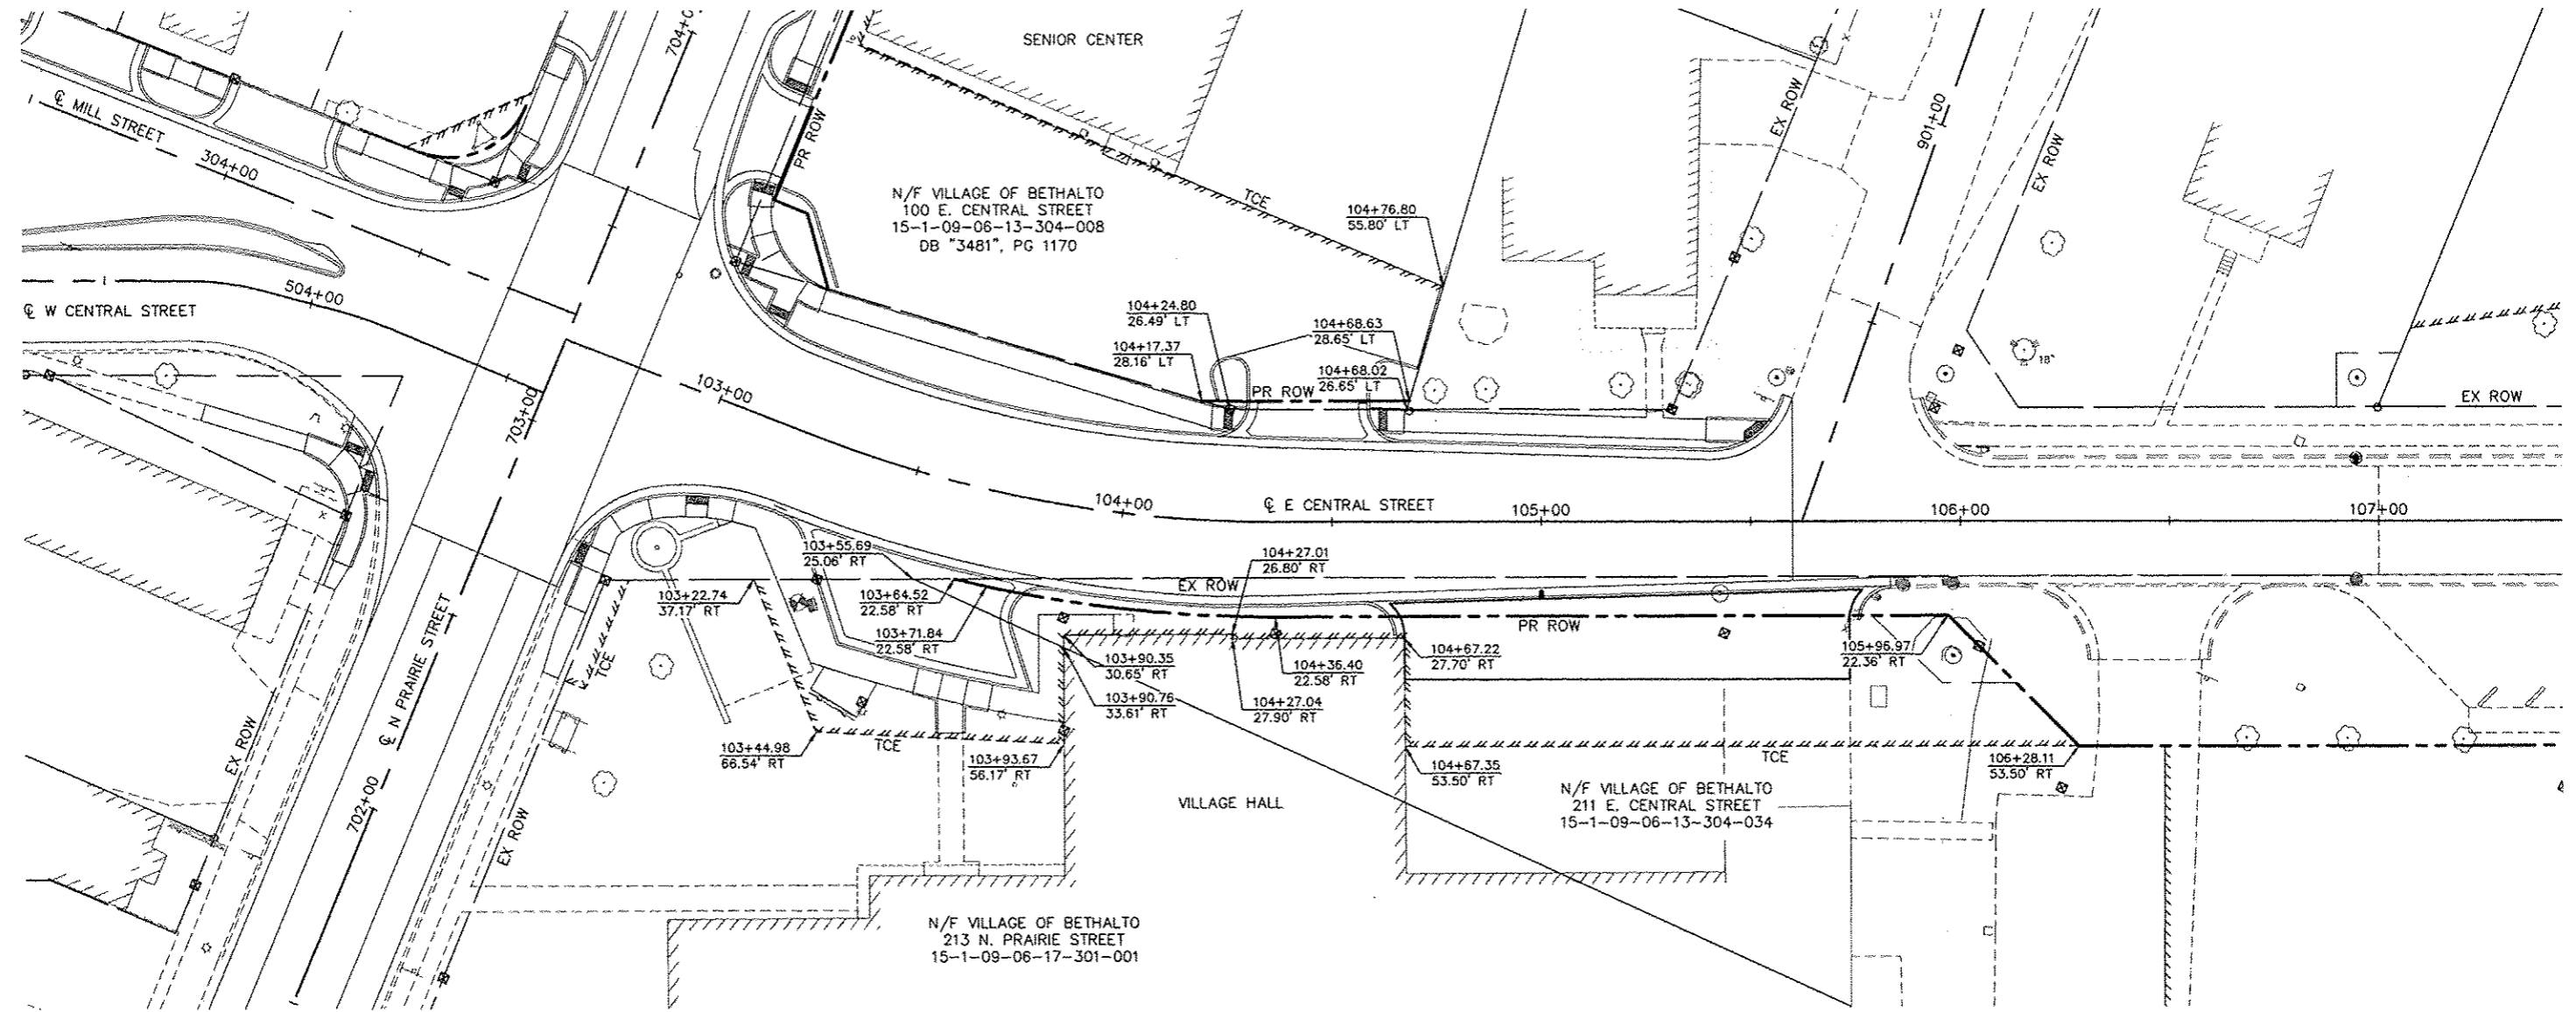 704+0
SENIOR CENTER
℄ MILL STREET
304+00
PR ROW
EX ROW
901+00
EX ROW
N/F VILLAGE OF BETHALTO
100 E. CENTRAL STREET
15-1-09-06-13-304-008
DB "3481", PG 1170
TCE
104+76.80
55.80' LT
504+00
℄ W CENTRAL STREET
104+24.80
26.49' LT
104+68.63
28.65' LT
104+17.37
28.16' LT
104+68.02
26.65' LT
18"
703+00
103+00
PR ROW
EX ROW
104+00
℄ E CENTRAL STREET
105+00
106+00
107+00
103+55.69
25.06' RT
104+27.01
26.80' RT
EX ROW
103+22.74
37.17' RT
103+64.52
22.58' RT
PR ROW
103+71.84
22.58' RT
104+67.22
27.70' RT
105+96.97
22.36' RT
TCE
103+90.35
30.65' RT
104+36.40
22.58' RT
℄ N PRAIRIE STREET
103+90.76
33.61' RT
104+27.04
27.90' RT
EX ROW
103+44.98
66.54' RT
TCE
103+93.67
56.17' RT
104+67.35
53.50' RT
TCE
106+28.11
53.50' RT
702+00
EX ROW
VILLAGE HALL
N/F VILLAGE OF BETHALTO
211 E. CENTRAL STREET
15-1-09-06-13-304-034
N/F VILLAGE OF BETHALTO
213 N. PRAIRIE STREET
15-1-09-06-17-301-001